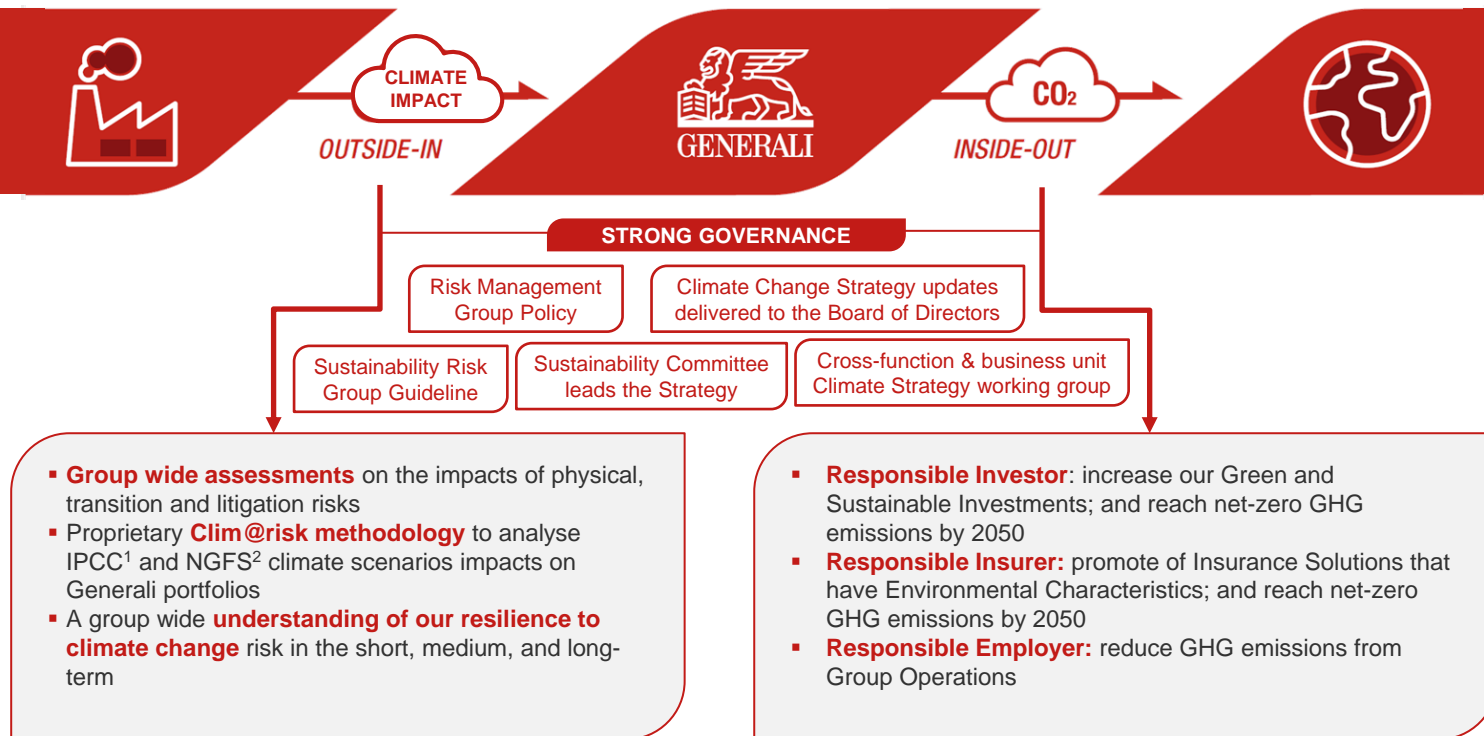 CLIMATE
IMPACT
OUTSIDE-IN
GENERALI
CO₂
INSIDE-OUT
STRONG GOVERNANCE
Risk Management
Group Policy
Climate Change Strategy updates
delivered to the Board of Directors
Sustainability Risk
Group Guideline
Sustainability Committee
leads the Strategy
Cross-function & business unit
Climate Strategy working group
▪ Group wide assessments on the impacts of physical,
transition and litigation risks
▪ Proprietary Clim@risk methodology to analyse
IPCC¹ and NGFS² climate scenarios impacts on
Generali portfolios
▪ A group wide understanding of our resilience to
climate change risk in the short, medium, and long-
term
▪ Responsible Investor: increase our Green and
Sustainable Investments; and reach net-zero GHG
emissions by 2050
▪ Responsible Insurer: promote of Insurance Solutions that
have Environmental Characteristics; and reach net-zero
GHG emissions by 2050
▪ Responsible Employer: reduce GHG emissions from
Group Operations